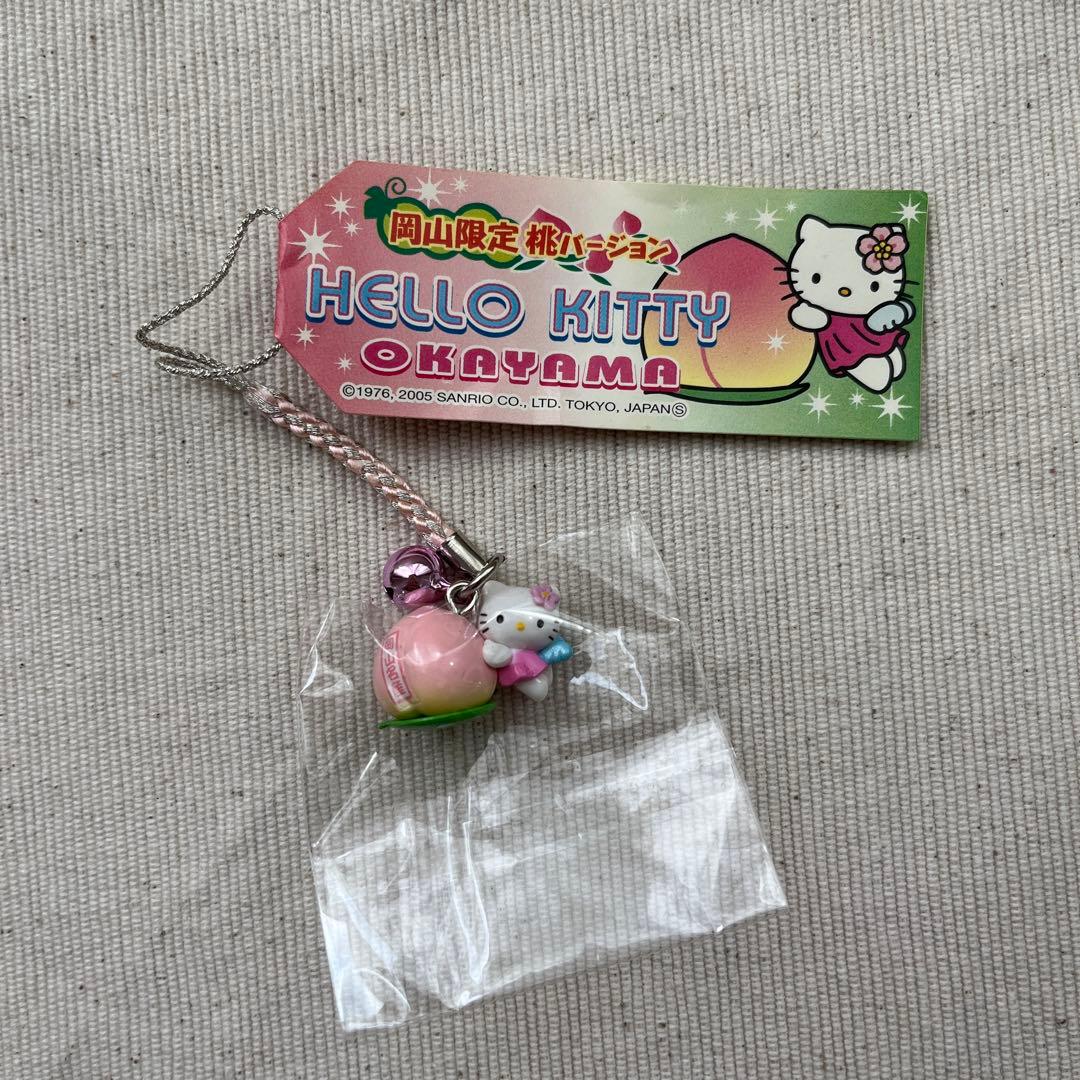 岡山限定 桃バージョン
HELLO KITTY
OKAYAMA
©1976, 2005 SANRIO CO., LTD. TOKYO, JAPAN Ⓢ